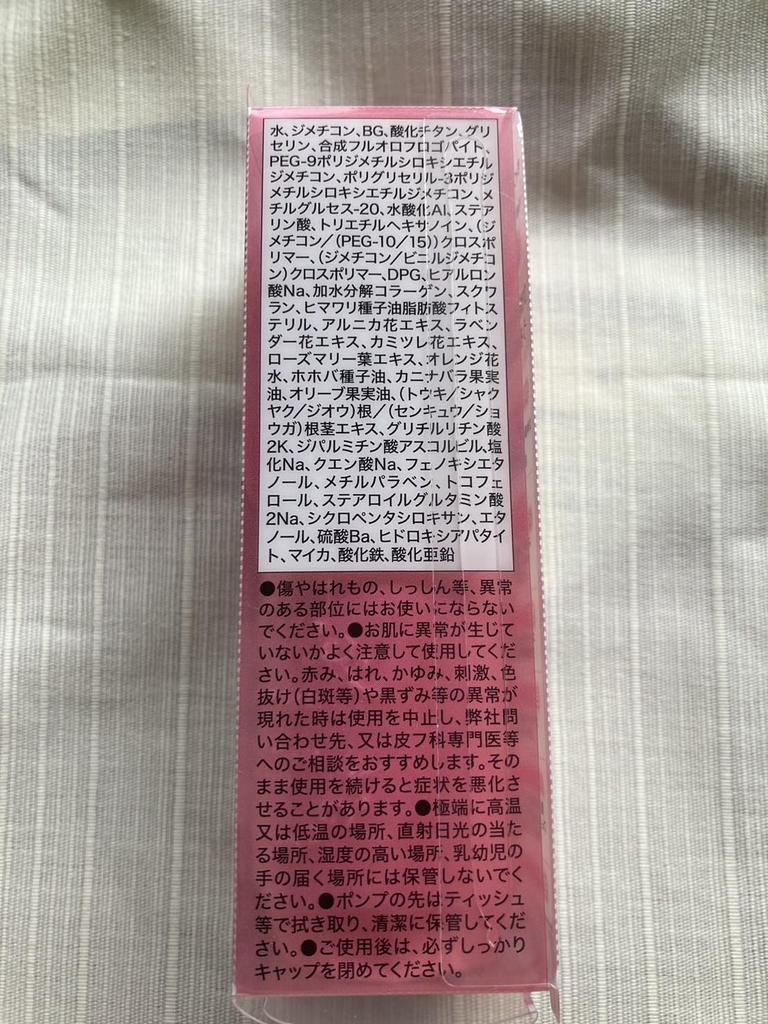 水、ジメチコン、BG、酸化チタン、グリ
セリン、合成フルオロフロゴパイト、
PEG-9ポリジメチルシロキシエチル
ジメチコン、ポリグリセリル-3ポリジ
メチルシロキシエチルジメチコン、メ
チルグルセス-20、水酸化Al、ステア
リン酸、トリエチルヘキサノイン、(ジ
メチコン/(PEG-10/15))クロスポ
リマー、(ジメチコン/ビニルジメチコ
ン)クロスポリマー、DPG、ヒアルロン
酸Na、加水分解コラーゲン、スクワ
ラン、ヒマワリ種子油脂肪酸フィトス
テリル、アルニカ花エキス、ラベン
ダー花エキス、カミツレ花エキス、
ローズマリー葉エキス、オレンジ花
水、ホホバ種子油、カニナバラ果実
油、オリーブ果実油、(トウキ/シャク
ヤク/ジオウ)根/(センキュウ/ショ
ウガ)根茎エキス、グリチルリチン酸
2K、ジパルミチン酸アスコルビル、塩
化Na、クエン酸Na、フェノキシエタ
ノール、メチルパラベン、トコフェ
ロール、ステアロイルグルタミン酸
2Na、シクロペンタシロキサン、エタ
ノール、硫酸Ba、ヒドロキシアパタイ
ト、マイカ、酸化鉄、酸化亜鉛
●傷やはれもの、しっしん等、異常
のある部位にはお使いにならない
でください。●お肌に異常が生じて
いないかよく注意して使用してくだ
さい。赤み、はれ、かゆみ、刺激、色
抜け(白斑等)や黒ずみ等の異常が
現れた時は使用を中止し、弊社問
い合わせ先、又は皮フ科専門医等
へのご相談をおすすめします。その
まま使用を続けると症状を悪化さ
せることがあります。●極端に高温
又は低温の場所、直射日光の当た
る場所、湿度の高い場所、乳幼児の
手の届く場所には保管しないでく
ださい。●ポンプの先はティッシュ
等で拭き取り、清潔に保管してくだ
さい。●ご使用後は、必ずしっかり
キャップを閉めてください。